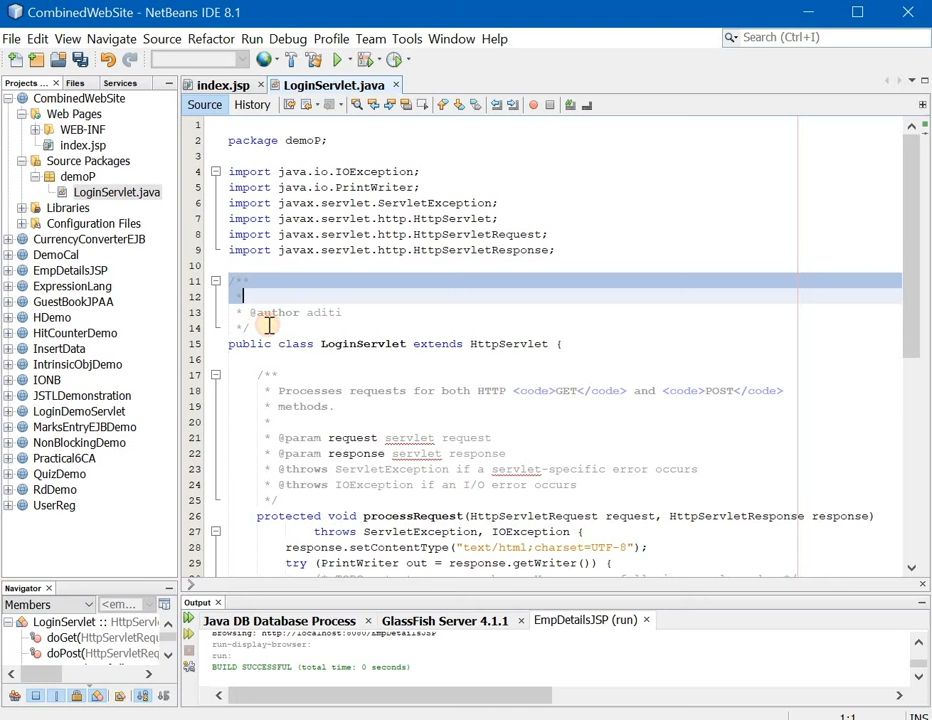 CombinedWebSite - NetBeans IDE 8.1
File Edit View Navigate Source Refactor Run Debug Profile Team Tools Window Help
Search (Ctrl+I)
Projects... Files Services
index.jsp LoginServlet.java
Source History
CombinedWebSite
Web Pages
WEB-INF
index.jsp
Source Packages
demoP
LoginServlet.java
Libraries
Configuration Files
CurrencyConverterEJB
DemoCal
EmpDetailsJSP
ExpressionLang
GuestBookJPAA
HDemo
HitCounterDemo
InsertData
IntrinsicObjDemo
IONB
JSTLDemonstration
LoginDemoServlet
MarksEntryEJBDemo
NonBlockingDemo
Practical6CA
QuizDemo
RdDemo
UserReg
1
2 package demoP;
3
4 import java.io.IOException;
5 import java.io.PrintWriter;
6 import javax.servlet.ServletException;
7 import javax.servlet.http.HttpServlet;
8 import javax.servlet.http.HttpServletRequest;
9 import javax.servlet.http.HttpServletResponse;
10
11 /**
12 *
13 * @author aditi
14 */
15 public class LoginServlet extends HttpServlet {
16
17 /**
18 * Processes requests for both HTTP <code>GET</code> and <code>POST</code>
19 * methods.
20 *
21 * @param request servlet request
22 * @param response servlet response
23 * @throws ServletException if a servlet-specific error occurs
24 * @throws IOException if an I/O error occurs
25 */
26 protected void processRequest(HttpServletRequest request, HttpServletResponse response)
27 throws ServletException, IOException {
28 response.setContentType("text/html;charset=UTF-8");
29 try (PrintWriter out = response.getWriter()) {
Navigator
Members <em...
LoginServlet :: HttpServl
doGet(HttpServletRequ
doPost(HttpServletReq
Output
Java DB Database Process GlassFish Server 4.1.1 EmpDetailsJSP (run)
Browsing: http://localhost:8080/EmpDetailsJSP
run-display-browser:
run:
BUILD SUCCESSFUL (total time: 0 seconds)
1:1 INS